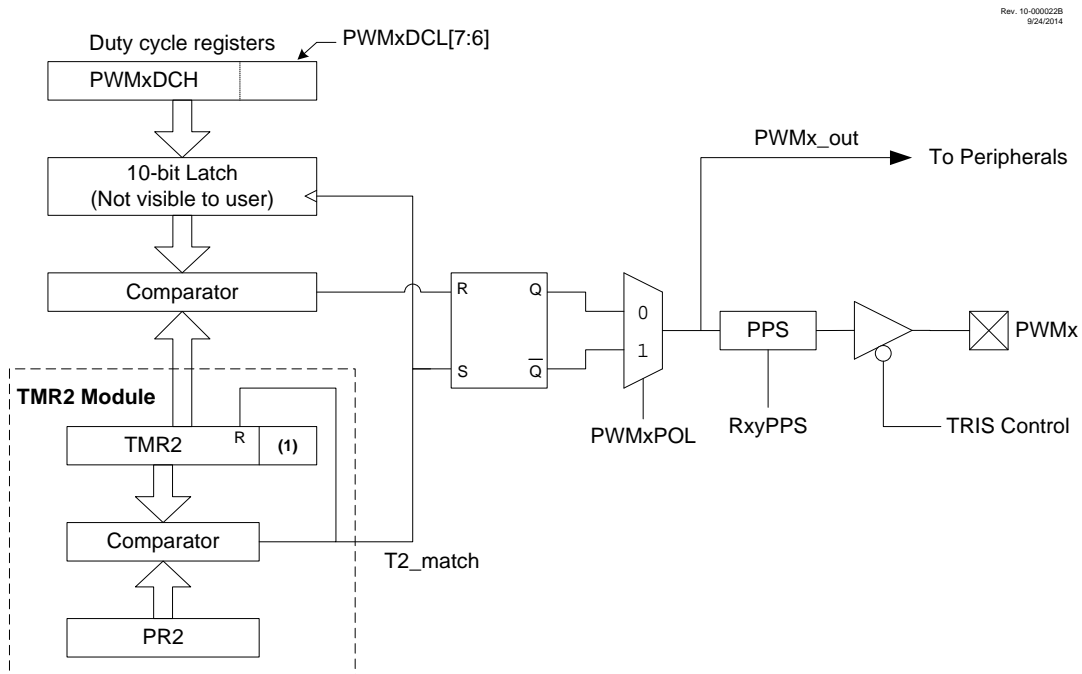 Rev. 10-000022B
9/24/2014
Duty cycle registers
PWMxDCL[7:6]
PWMxDCH
10-bit Latch
(Not visible to user)
Comparator
PWMx_out
To Peripherals
R
Q
S
Q
0
1
PPS
PWMx
PWMxPOL
RxyPPS
TRIS Control
TMR2 Module
TMR2
R
(1)
Comparator
T2_match
PR2